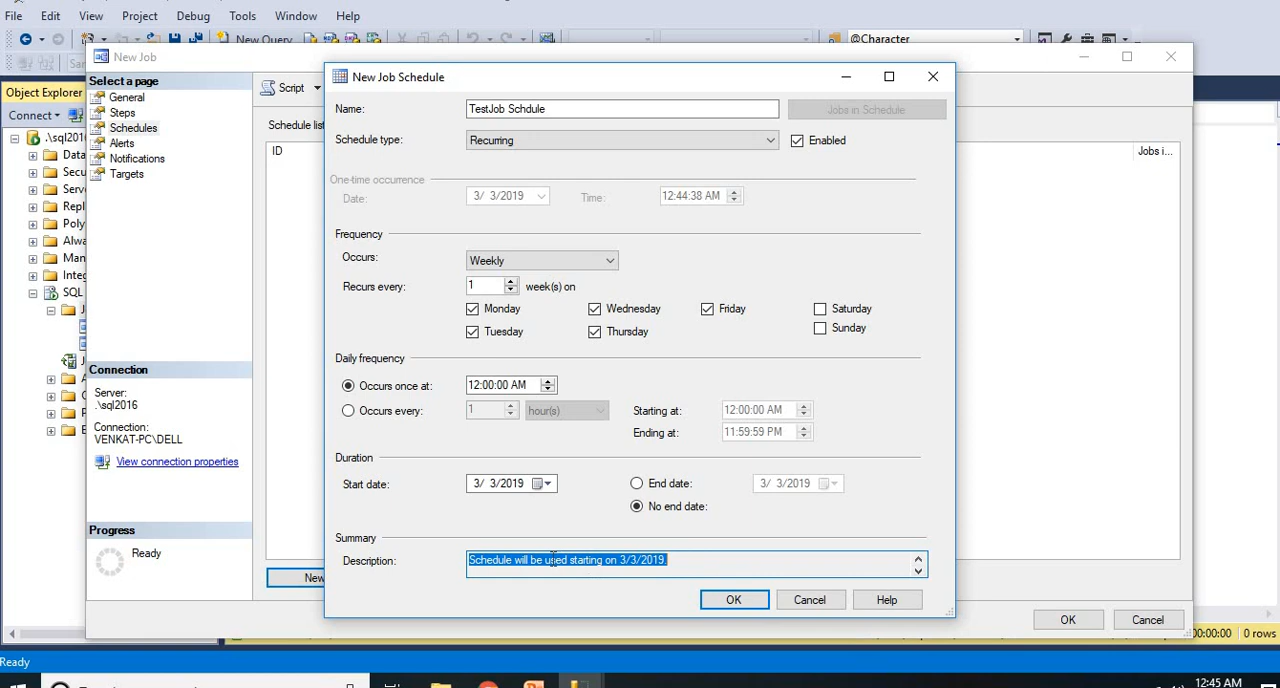 File Edit View Project Debug Tools Window Help
New Query @Character
New Job
Object Explorer
Connect
.\sql2016
Select a page
General
Steps
Schedules
Alerts
Notifications
Targets
Script
Schedule list
ID
Jobs i...
Connection
Server:
.\sql2016
Connection:
VENKAT-PC\DELL
View connection properties
Progress
Ready
New
OK Cancel
New Job Schedule
Name: TestJob Schdule Jobs in Schedule
Schedule type: Recurring Enabled
One-time occurrence
Date: 3/ 3/2019 Time: 12:44:38 AM
Frequency
Occurs: Weekly
Recurs every: 1 week(s) on
Monday Wednesday Friday Saturday
Tuesday Thursday Sunday
Daily frequency
Occurs once at: 12:00:00 AM
Occurs every: 1 hour(s) Starting at: 12:00:00 AM
Ending at: 11:59:59 PM
Duration
Start date: 3/ 3/2019 End date: 3/ 3/2019
No end date:
Summary
Description: Schedule will be used starting on 3/3/2019.
OK Cancel Help
00:00:00 0 rows
Ready
12:45 AM